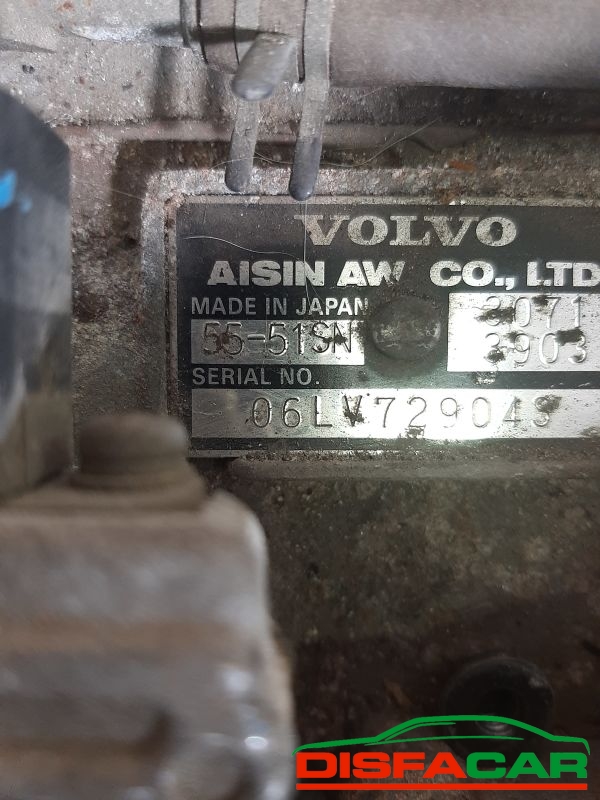 VOLVO
AISIN AW CO., LTD
MADE IN JAPAN
3071
55-51SN
3903
SERIAL NO.
06LV729043
DISFACAR